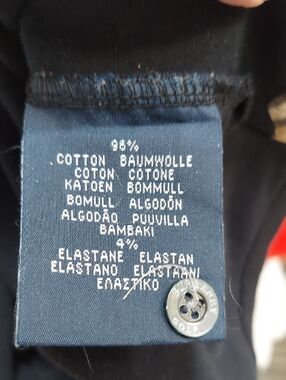 96%
COTTON BAUMWOLLE
COTON COTONE
KATOEN BOMMULL
BOMULL ALGODÓN
ALGODÃO PUUVILLA
BAMBAKI
4%
ELASTANE ELASTAN
ELASTANO ELASTAANI
ΕΛΑΣΤΙΚΟ